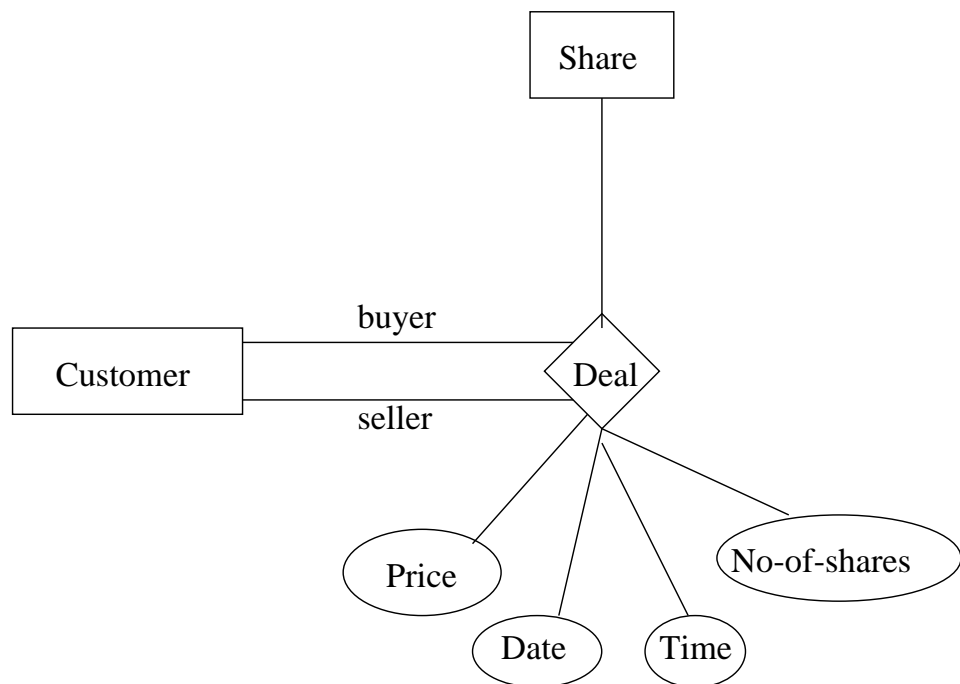 Share
buyer
Customer
Deal
seller
Price
No-of-shares
Date
Time